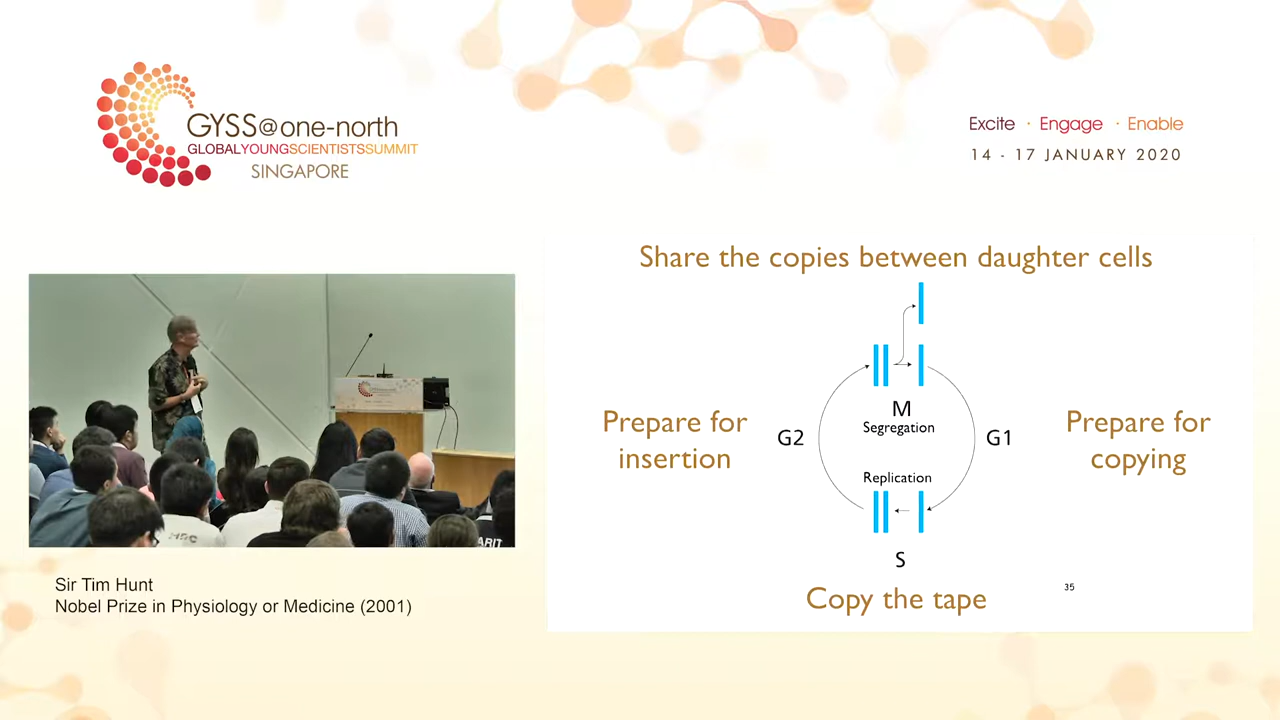 GYSS@one-north
GLOBALYOUNGSCIENTISTSSUMMIT
SINGAPORE
Excite · Engage · Enable
14 - 17 JANUARY 2020
Share the copies between daughter cells
M
Segregation
Prepare for
insertion
G2
G1
Prepare for
copying
Replication
S
Copy the tape
35
Sir Tim Hunt
Nobel Prize in Physiology or Medicine (2001)